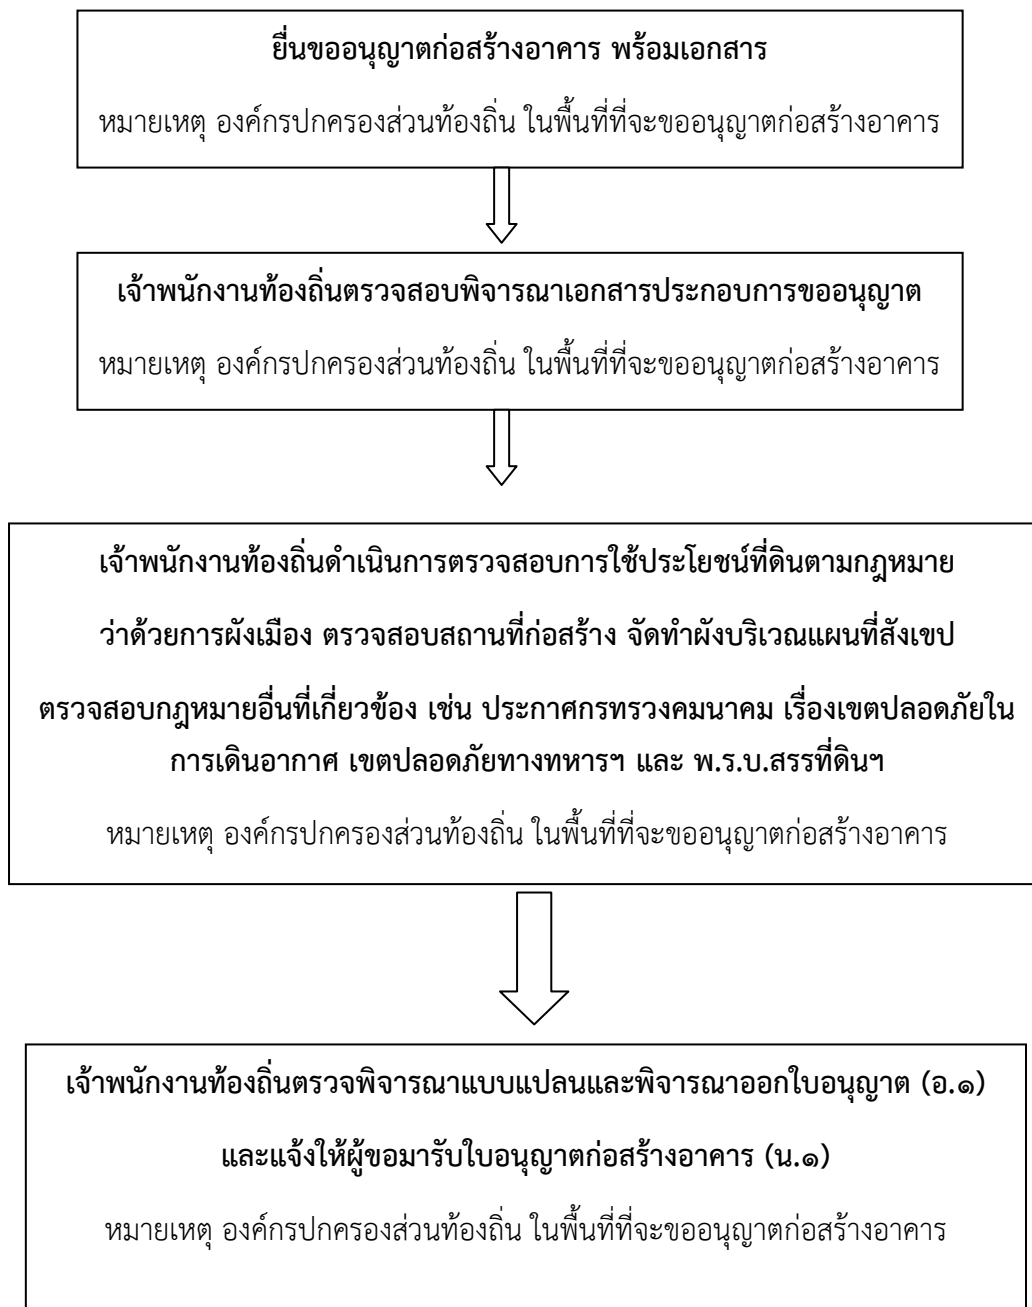 ยื่นขออนุญาตก่อสร้างอาคาร พร้อมเอกสาร
หมายเหตุ องค์กรปกครองส่วนท้องถิ่น ในพื้นที่ที่จะขออนุญาตก่อสร้างอาคาร
เจ้าพนักงานท้องถิ่นตรวจสอบพิจารณาเอกสารประกอบการขออนุญาต
หมายเหตุ องค์กรปกครองส่วนท้องถิ่น ในพื้นที่ที่จะขออนุญาตก่อสร้างอาคาร
เจ้าพนักงานท้องถิ่นดำเนินการตรวจสอบการใช้ประโยชน์ที่ดินตามกฎหมาย
ว่าด้วยการผังเมือง ตรวจสอบสถานที่ก่อสร้าง จัดทำผังบริเวณแผนที่สังเขป
ตรวจสอบกฎหมายอื่นที่เกี่ยวข้อง เช่น ประกาศกรทรวงคมนาคม เรื่องเขตปลอดภัยใน
การเดินอากาศ เขตปลอดภัยทางทหารฯ และ พ.ร.บ.สรรที่ดินฯ
หมายเหตุ องค์กรปกครองส่วนท้องถิ่น ในพื้นที่ที่จะขออนุญาตก่อสร้างอาคาร
เจ้าพนักงานท้องถิ่นตรวจพิจารณาแบบแปลนและพิจารณาออกใบอนุญาต (อ.๑)
และแจ้งให้ผู้ขอมารับใบอนุญาตก่อสร้างอาคาร (น.๑)
หมายเหตุ องค์กรปกครองส่วนท้องถิ่น ในพื้นที่ที่จะขออนุญาตก่อสร้างอาคาร